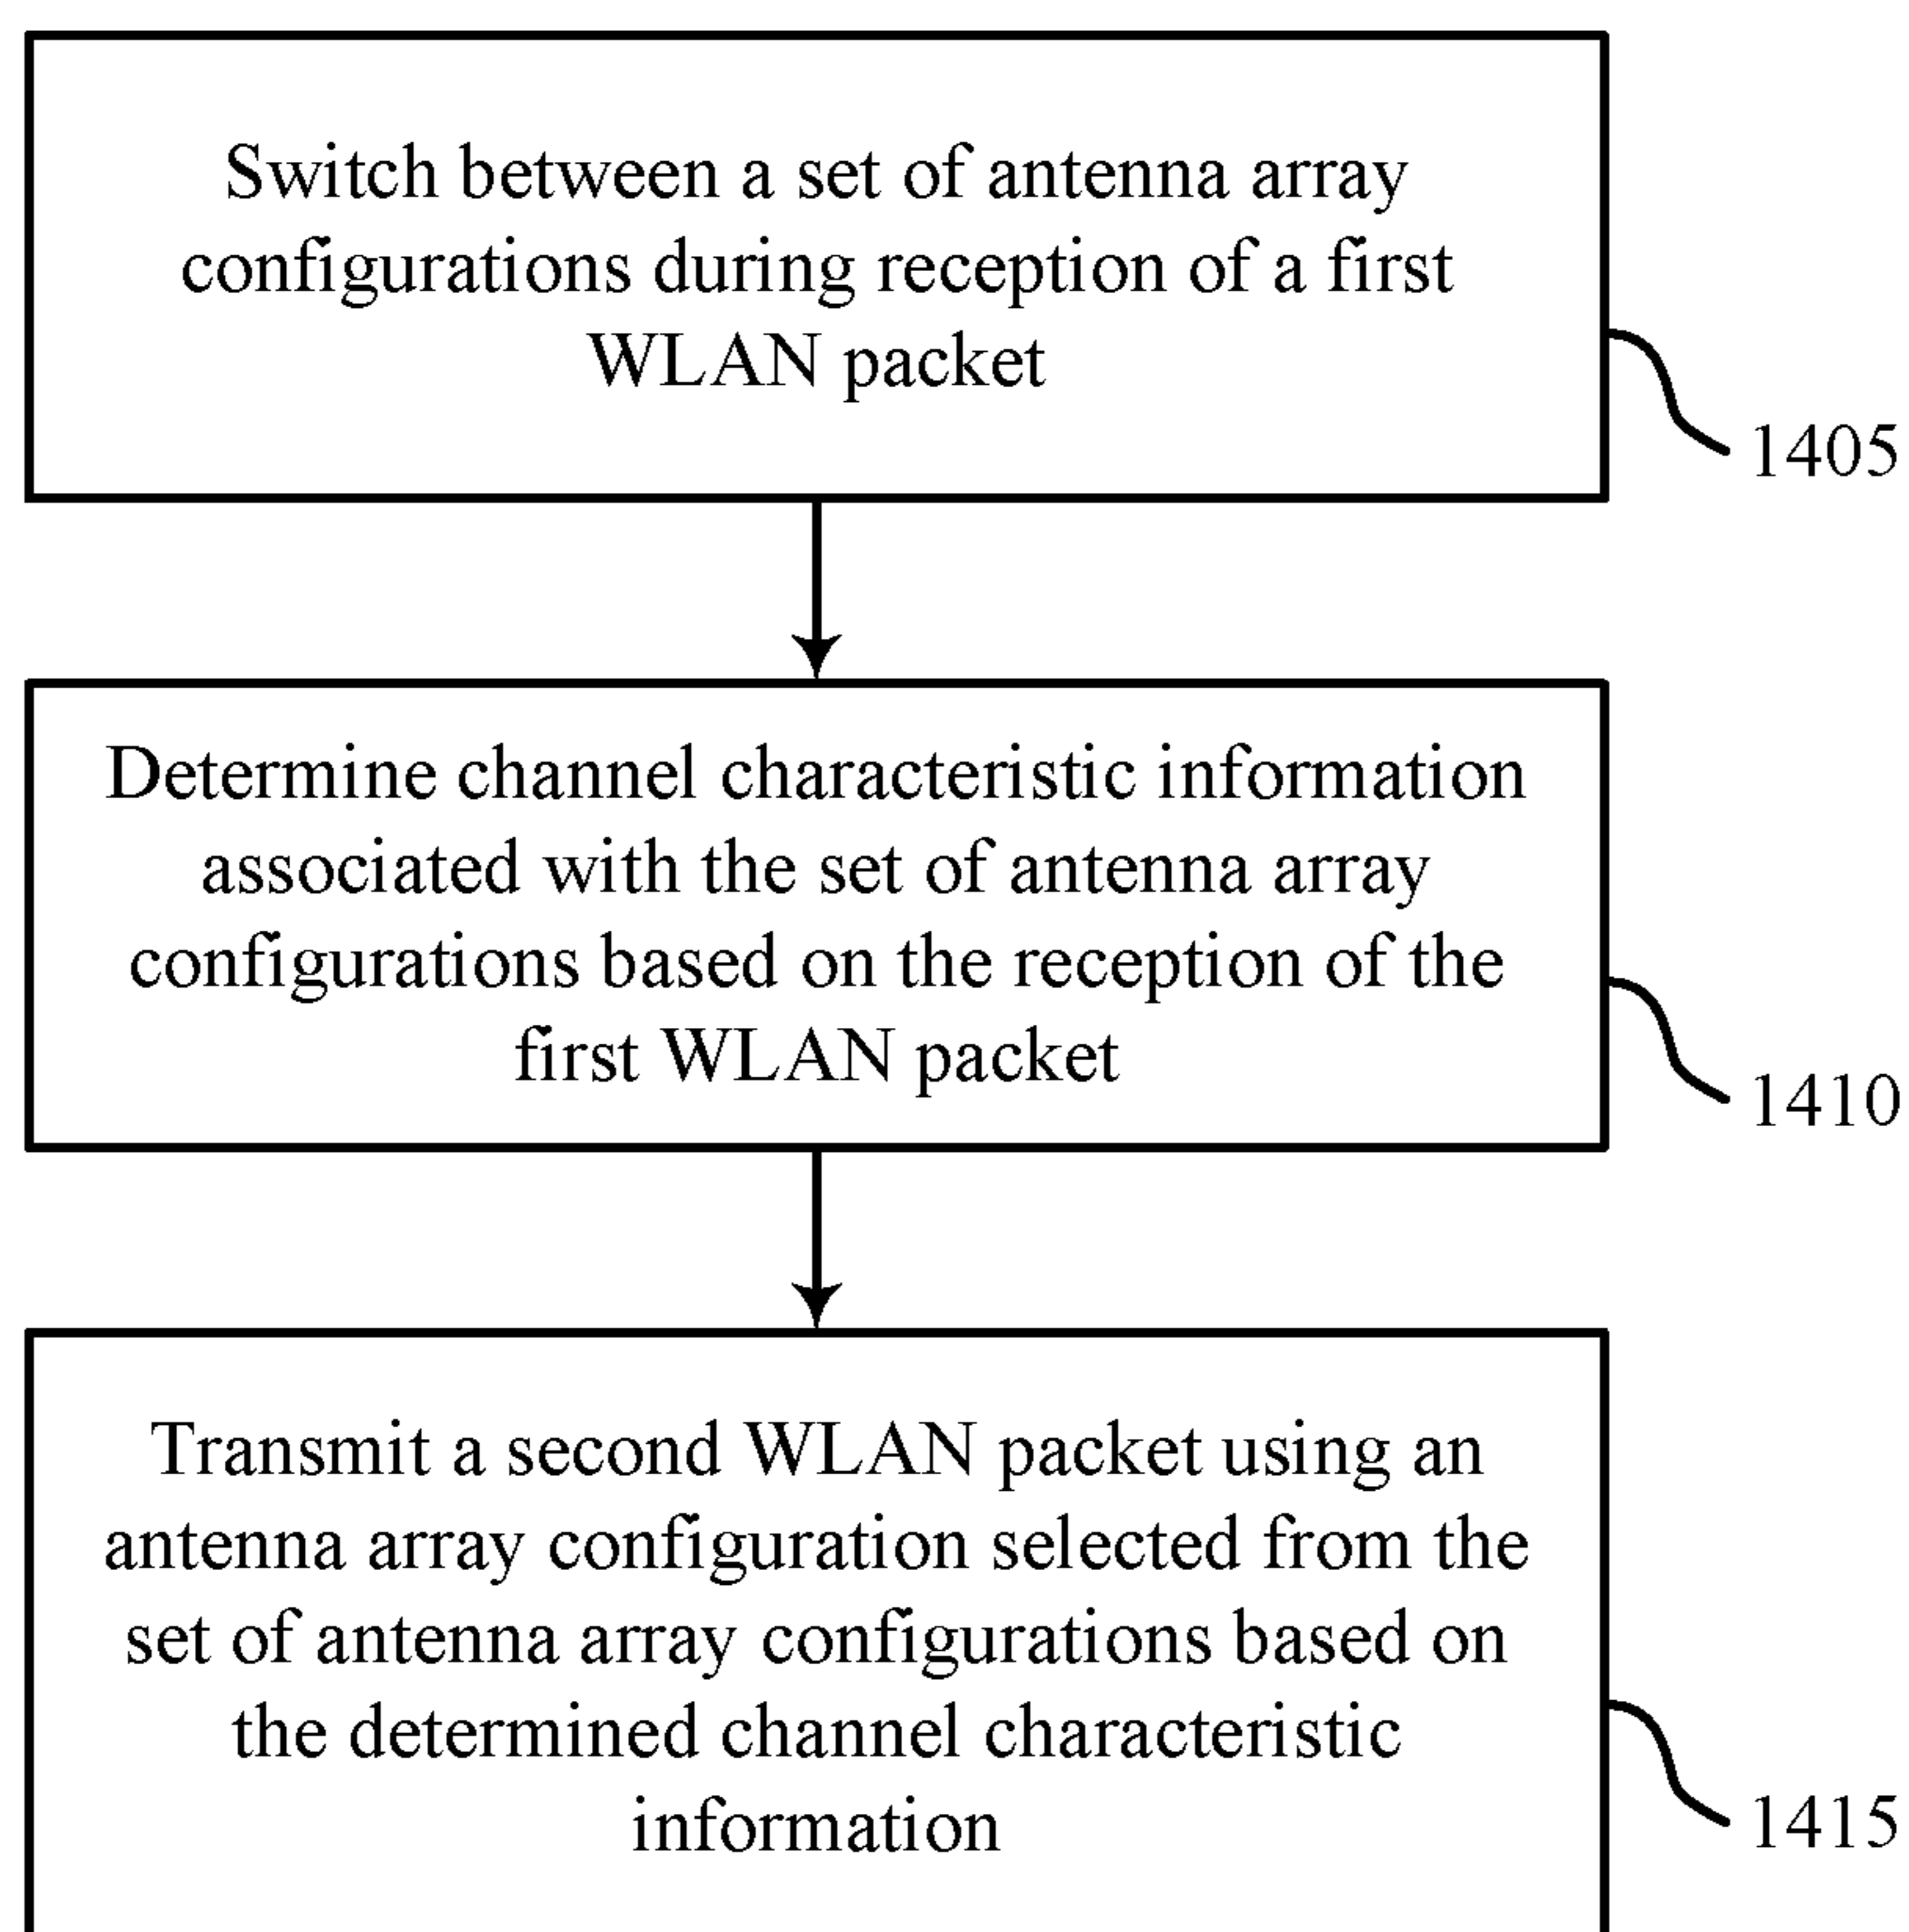 Switch between a set of antenna array
configurations during reception of a first
WLAN packet
1405
Determine channel characteristic information
associated with the set of antenna array
configurations based on the reception of the
first WLAN packet
1410
Transmit a second WLAN packet using an
antenna array configuration selected from the
set of antenna array configurations based on
the determined channel characteristic
information
1415